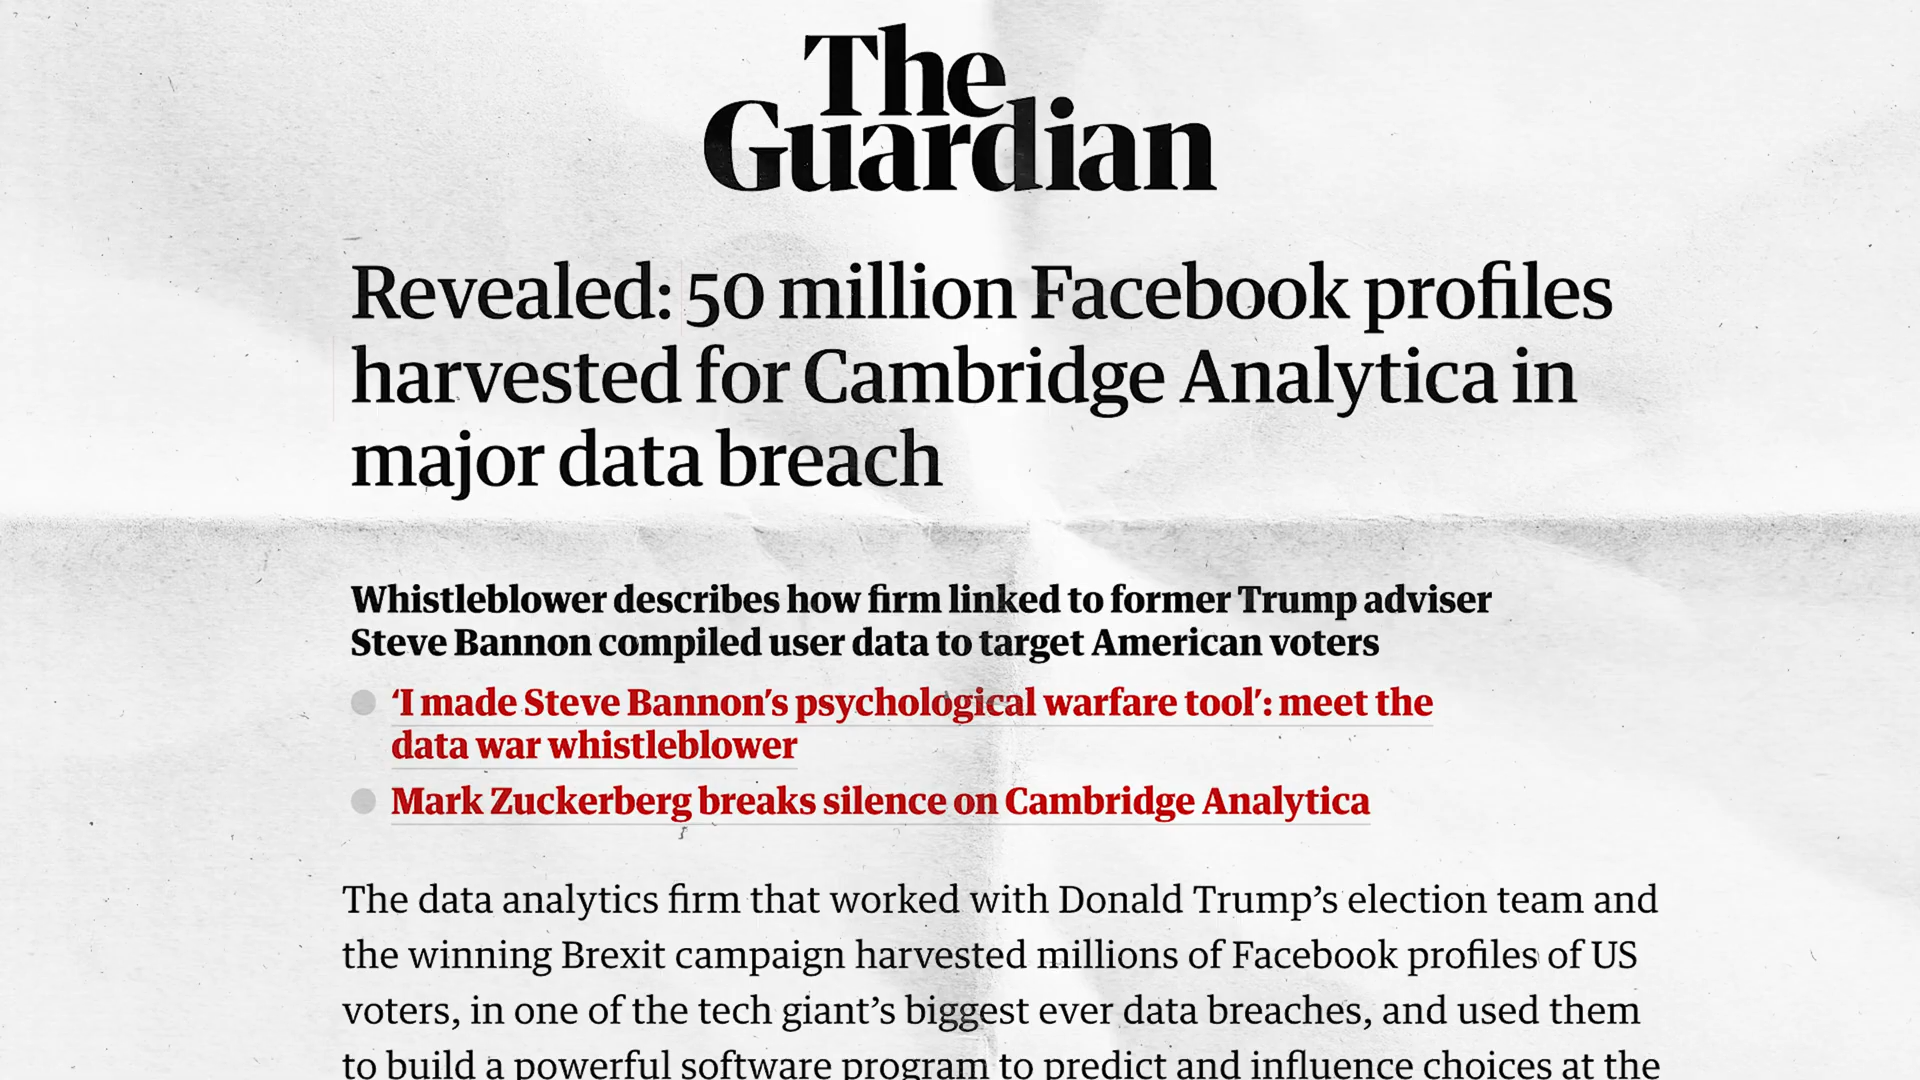 The
Guardian
Revealed: 50 million Facebook profiles
harvested for Cambridge Analytica in
major data breach
Whistleblower describes how firm linked to former Trump adviser
Steve Bannon compiled user data to target American voters
‘I made Steve Bannon’s psychological warfare tool’: meet the
data war whistleblower
Mark Zuckerberg breaks silence on Cambridge Analytica
The data analytics firm that worked with Donald Trump’s election team and
the winning Brexit campaign harvested millions of Facebook profiles of US
voters, in one of the tech giant’s biggest ever data breaches, and used them
to build a powerful software program to predict and influence choices at the